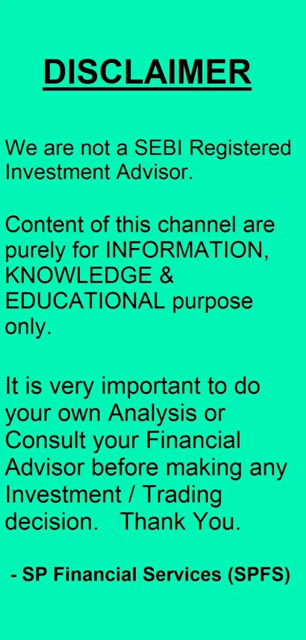 DISCLAIMER
We are not a SEBI Registered
Investment Advisor.
Content of this channel are
purely for INFORMATION,
KNOWLEDGE &
EDUCATIONAL purpose
only.
It is very important to do
your own Analysis or
Consult your Financial
Advisor before making any
Investment / Trading
decision.   Thank You.
- SP Financial Services (SPFS)